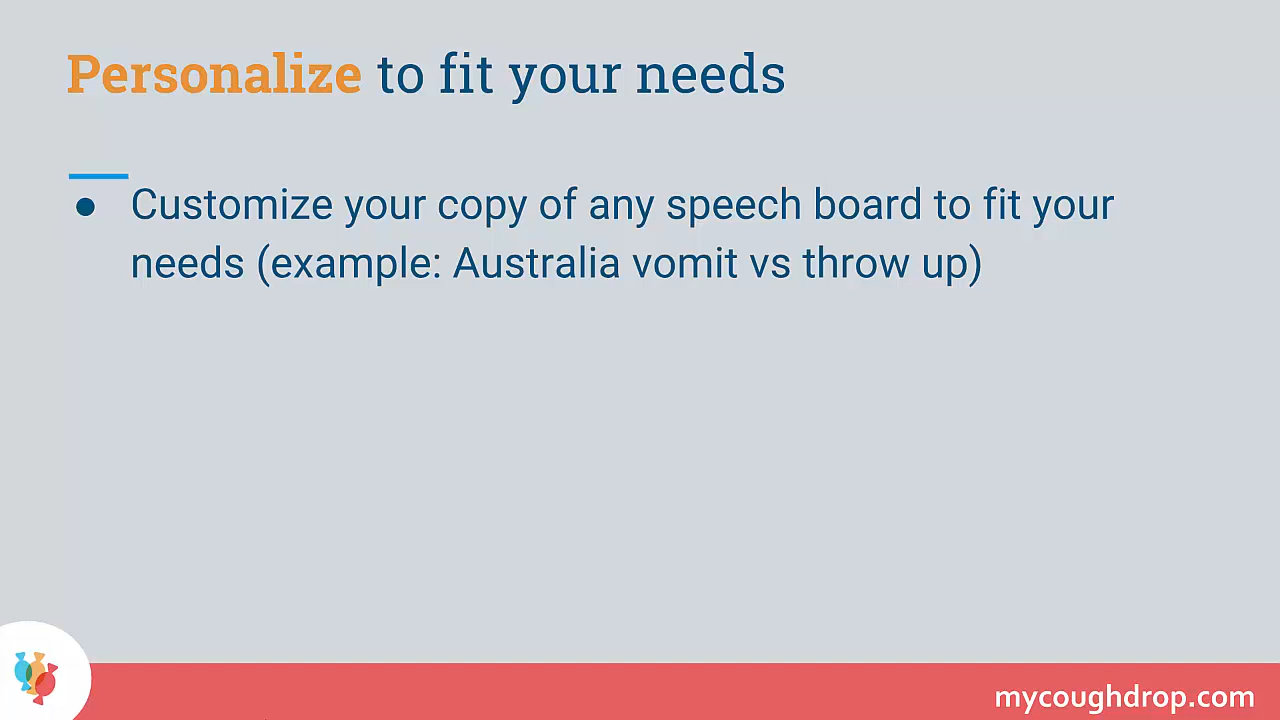 Personalize to fit your needs
● Customize your copy of any speech board to fit your
needs (example: Australia vomit vs throw up)
mycoughdrop.com